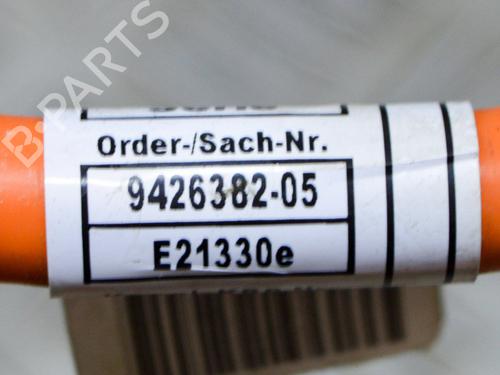 B-PARTS
Order-/Sach-Nr.
9426382-05
E21330e